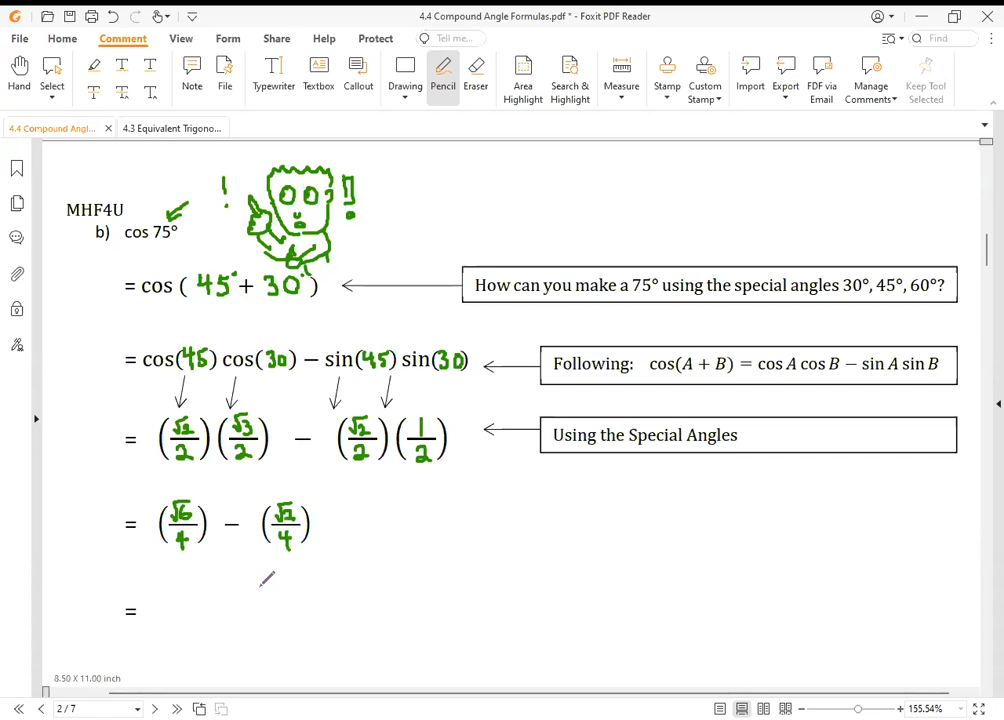 4.4 Compound Angle Formulas.pdf * - Foxit PDF Reader
File Home Comment View Form Share Help Protect Tell me... Find
Hand Select Note File Typewriter Textbox Callout Drawing Pencil Eraser Area Highlight Search & Highlight Measure Stamp Custom Stamp Import Export FDF via Email Manage Comments Keep Tool Selected
4.4 Compound Angl... 4.3 Equivalent Trigono...
! !!
MHF4U
b) cos 75°
= cos ( 45° + 30° )
How can you make a 75° using the special angles 30°, 45°, 60°?
= cos(45) cos(30) − sin(45) sin(30)
Following: cos(A + B) = cos A cos B − sin A sin B
= (√2/2)(√3/2) − (√2/2)(1/2)
Using the Special Angles
= (√6/4) − (√2/4)
=
8.50 X 11.00 inch
2 / 7 155.54%